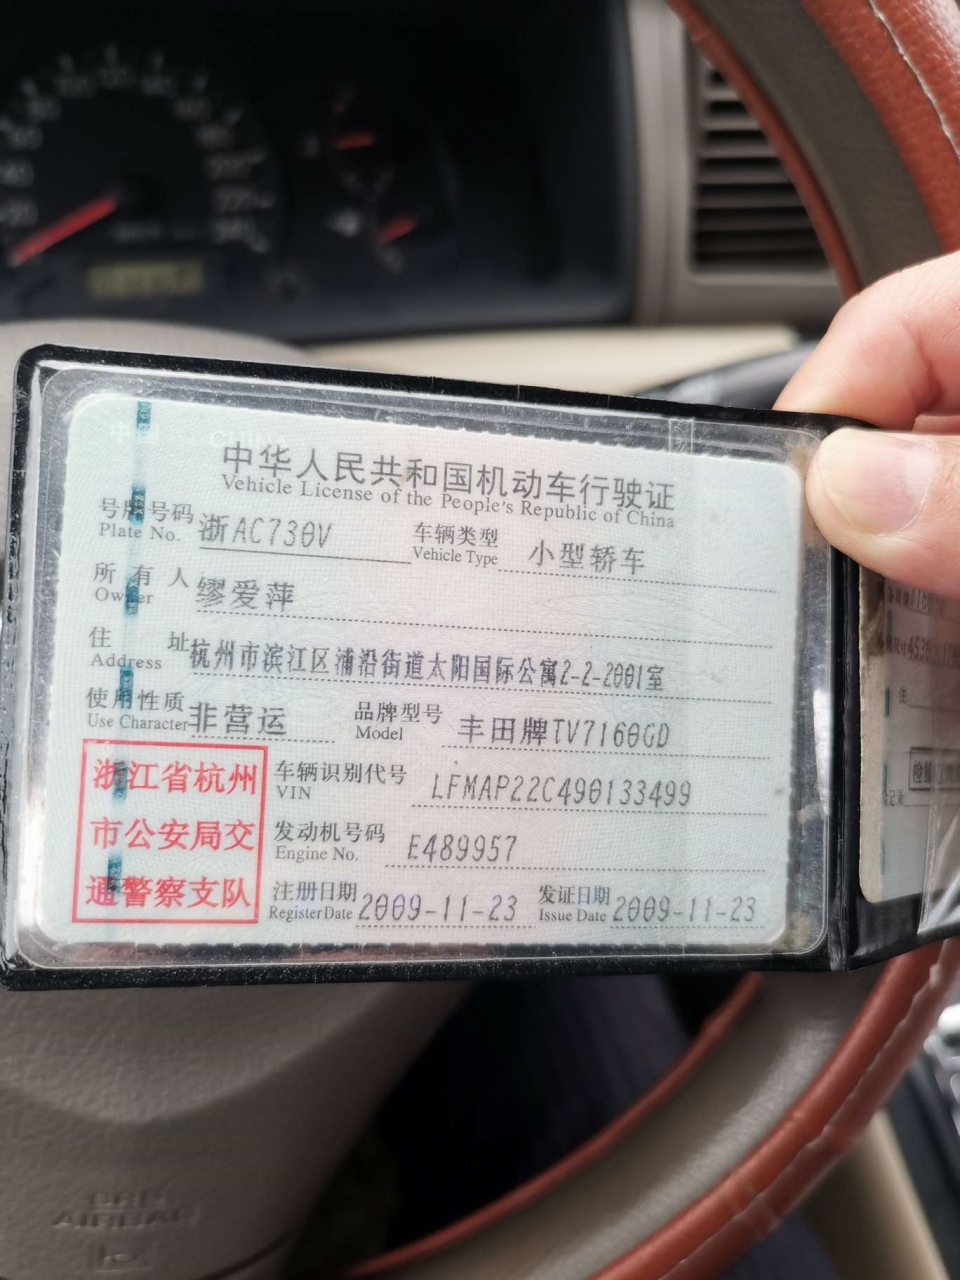 中华人民共和国机动车行驶证
Vehicle License of the People's Republic of China
号牌号码 浙AC730V 车辆类型 小型轿车
Plate No. Vehicle Type
所有人 缪爱萍
Owner
住址 杭州市滨江区浦沿街道太阳国际公寓2-2-2001室
Address
使用性质 非营运 品牌型号 丰田牌TV7160GD
Use Character Model
浙江省杭州
市公安局交
通警察支队
车辆识别代号 LFMAP22C490133499
VIN
发动机号码 E489957
Engine No.
注册日期 2009-11-23 发证日期 2009-11-23
Register Date Issue Date
住
记录
SRS
AIRBAG